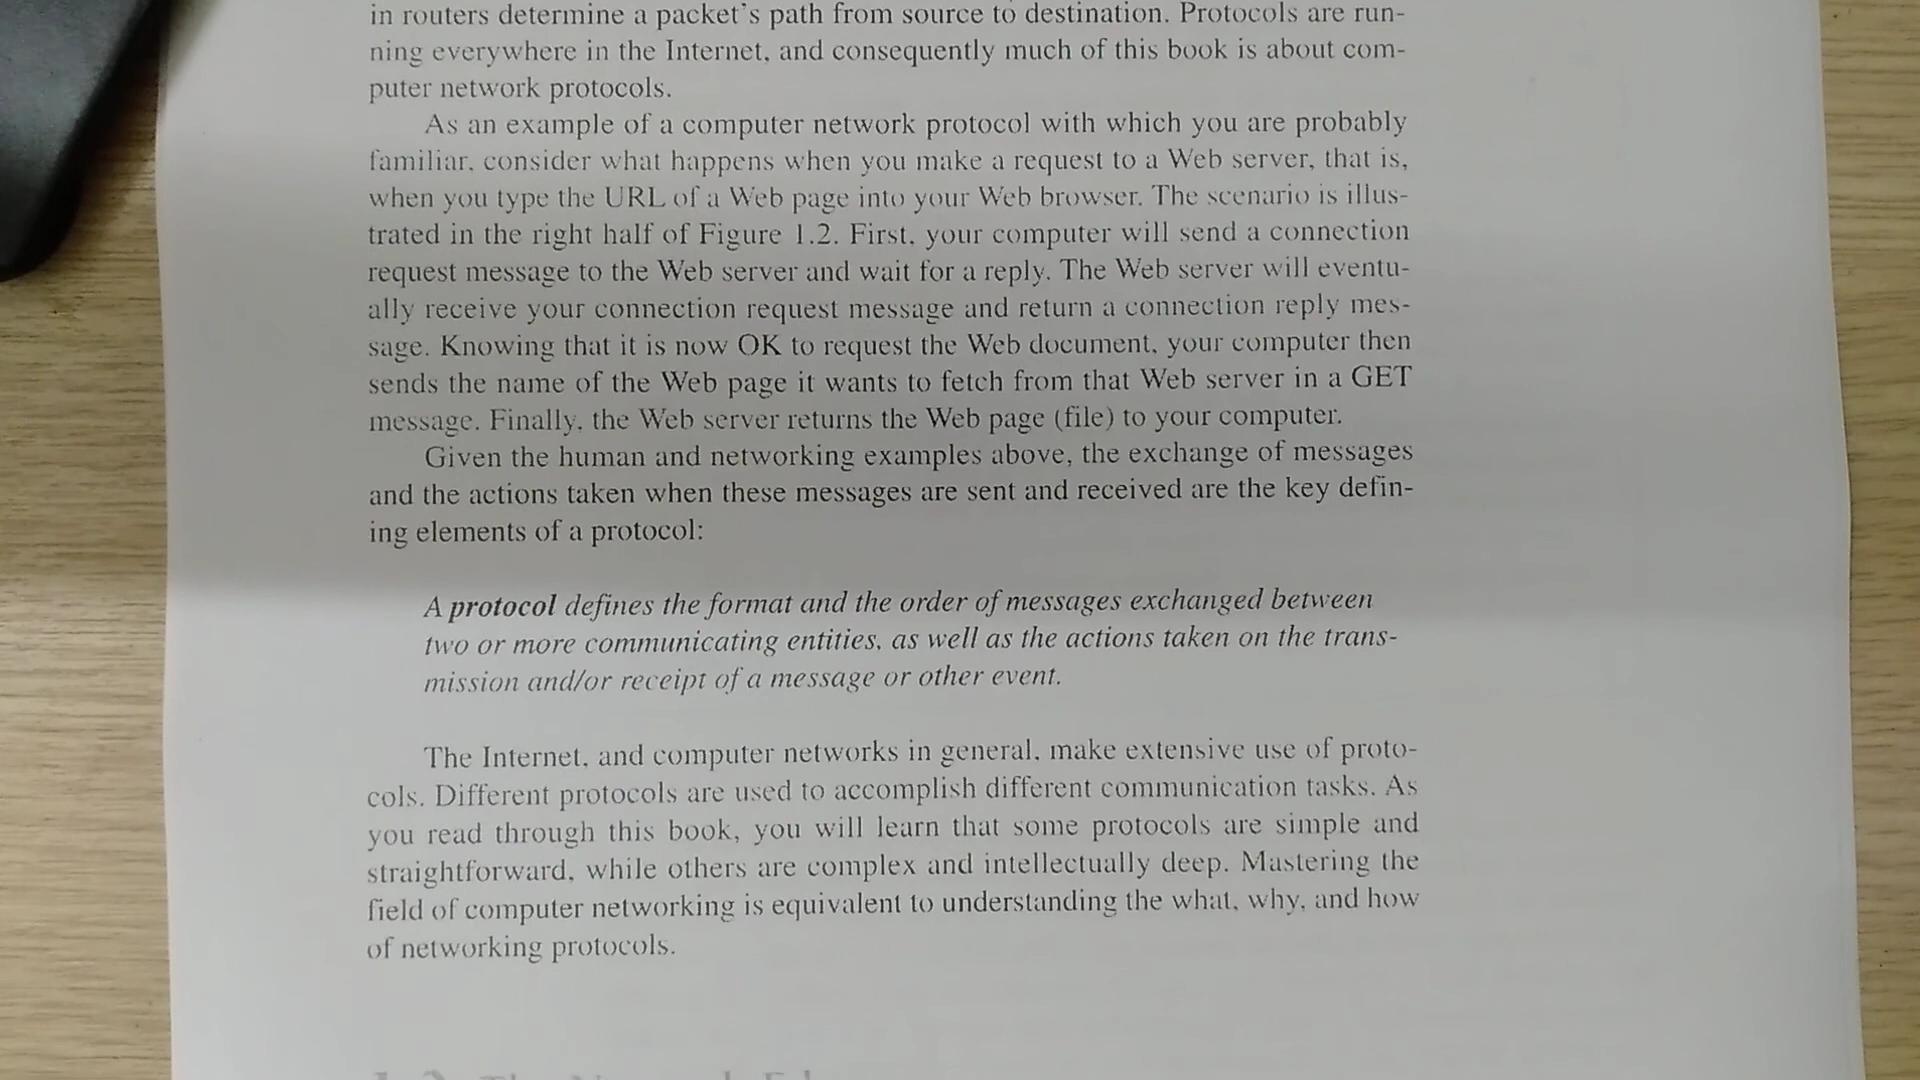 in routers determine a packet's path from source to destination. Protocols are run-
ning everywhere in the Internet, and consequently much of this book is about com-
puter network protocols.
As an example of a computer network protocol with which you are probably
familiar, consider what happens when you make a request to a Web server, that is,
when you type the URL of a Web page into your Web browser. The scenario is illus-
trated in the right half of Figure 1.2. First, your computer will send a connection
request message to the Web server and wait for a reply. The Web server will eventu-
ally receive your connection request message and return a connection reply mes-
sage. Knowing that it is now OK to request the Web document, your computer then
sends the name of the Web page it wants to fetch from that Web server in a GET
message. Finally, the Web server returns the Web page (file) to your computer.
Given the human and networking examples above, the exchange of messages
and the actions taken when these messages are sent and received are the key defin-
ing elements of a protocol:
A protocol defines the format and the order of messages exchanged between
two or more communicating entities, as well as the actions taken on the trans-
mission and/or receipt of a message or other event.
The Internet, and computer networks in general, make extensive use of proto-
cols. Different protocols are used to accomplish different communication tasks. As
you read through this book, you will learn that some protocols are simple and
straightforward, while others are complex and intellectually deep. Mastering the
field of computer networking is equivalent to understanding the what, why, and how
of networking protocols.